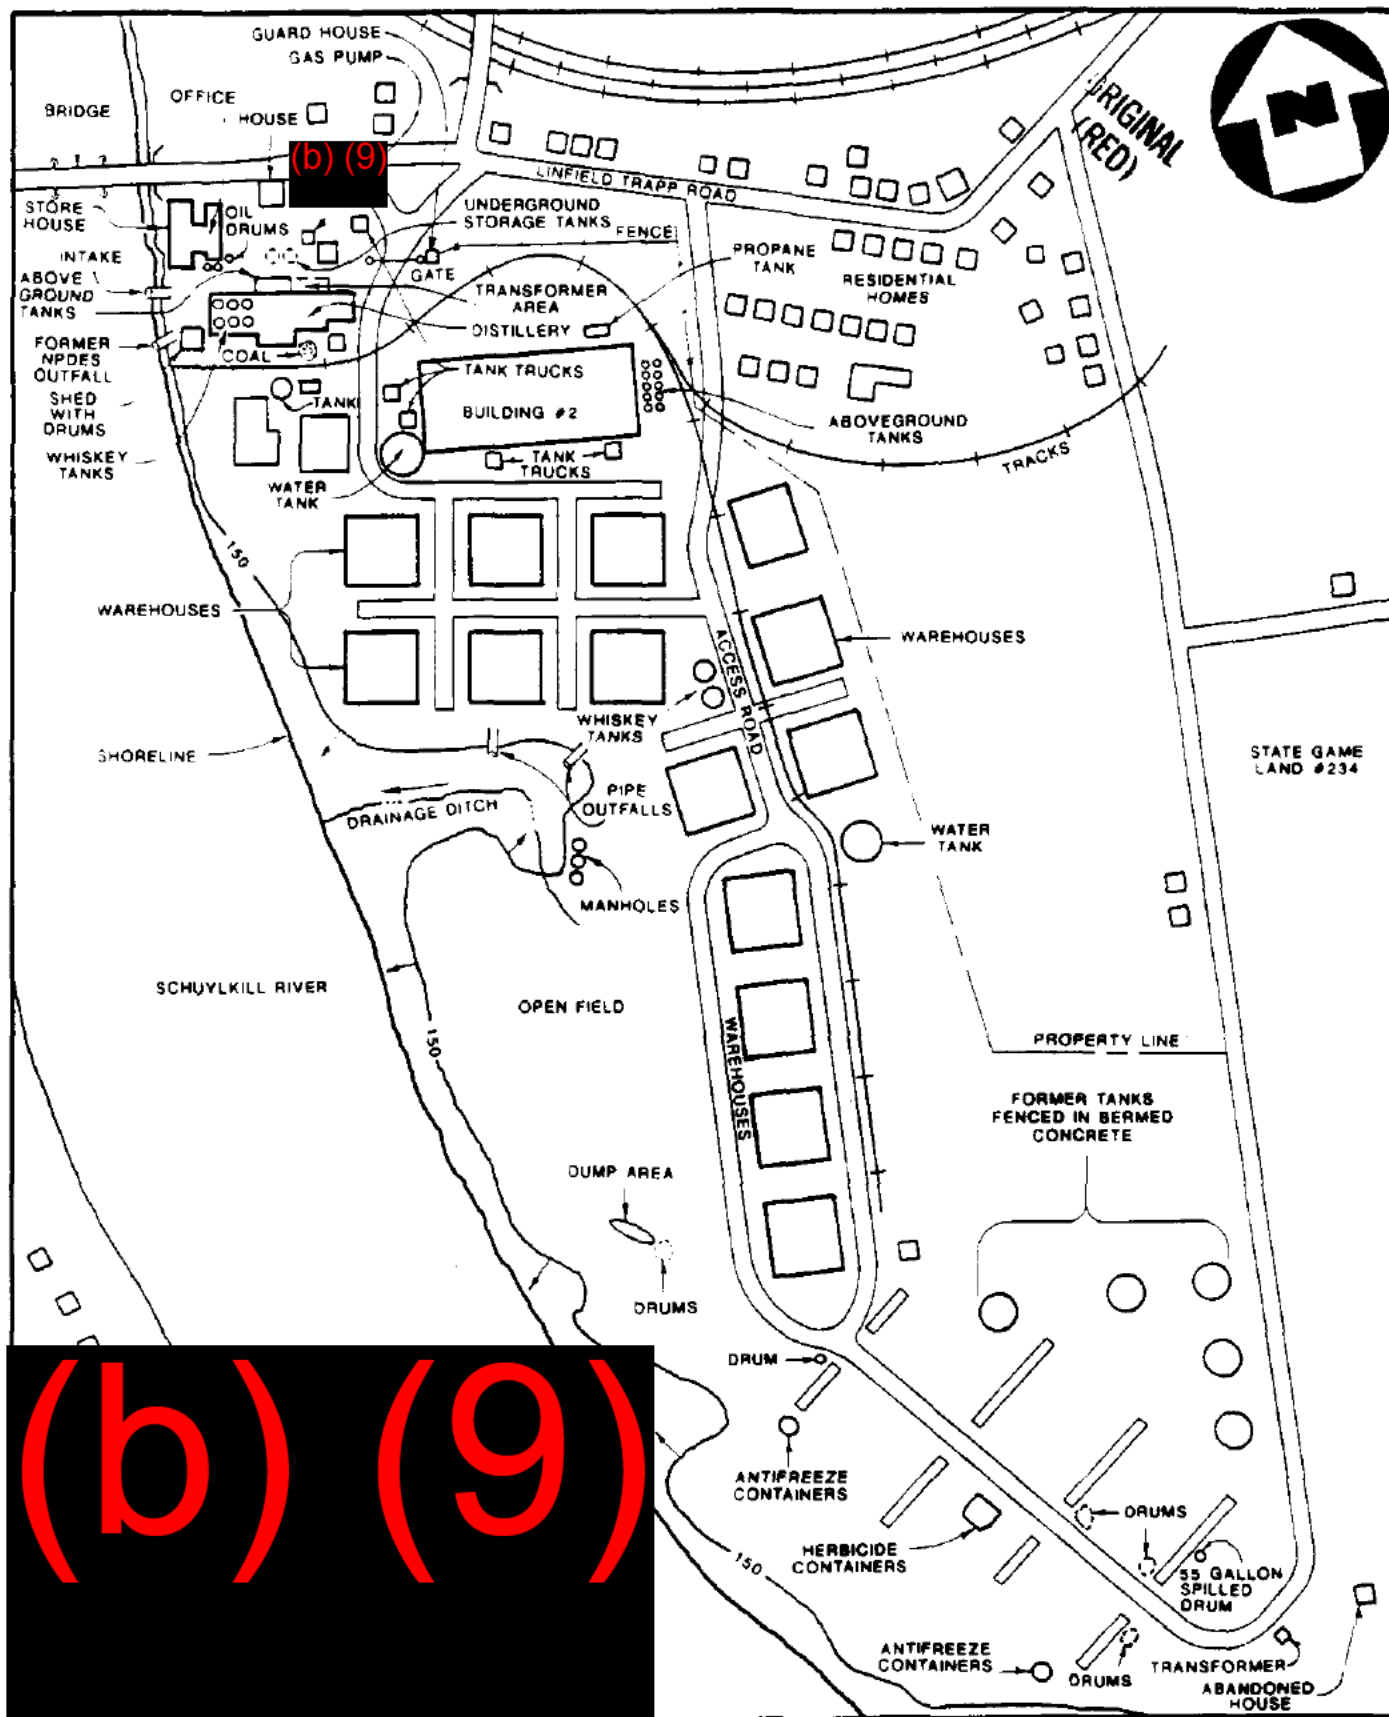 GUARD HOUSE
GAS PUMP
BRIDGE
OFFICE
HOUSE
(b) (9)
N
ORIGINAL
(RED)
LINFIELD TRAPP ROAD
STORE
HOUSE
OIL
DRUMS
UNDERGROUND
STORAGE TANKS
FENCE
PROPANE
TANK
INTAKE
GATE
RESIDENTIAL
HOMES
ABOVE
GROUND
TANKS
TRANSFORMER
AREA
DISTILLERY
FORMER
NPDES
OUTFALL
COAL
SHED
WITH
DRUMS
TANK
TANK TRUCKS
BUILDING #2
ABOVEGROUND
TANKS
TRACKS
WHISKEY
TANKS
WATER
TANK
TANK
TRUCKS
150
WAREHOUSES
ACCESS ROAD
WAREHOUSES
WHISKEY
TANKS
SHORELINE
STATE GAME
LAND #234
PIPE
OUTFALLS
DRAINAGE DITCH
WATER
TANK
MANHOLES
SCHUYLKILL RIVER
OPEN FIELD
150
WAREHOUSES
PROPERTY LINE
FORMER TANKS
FENCED IN BERMED
CONCRETE
DUMP AREA
DRUMS
DRUM
(b) (9)
ANTIFREEZE
CONTAINERS
DRUMS
HERBICIDE
CONTAINERS
150
55 GALLON
SPILLED
DRUM
ANTIFREEZE
CONTAINERS
DRUMS
TRANSFORMER
ABANDONED
HOUSE